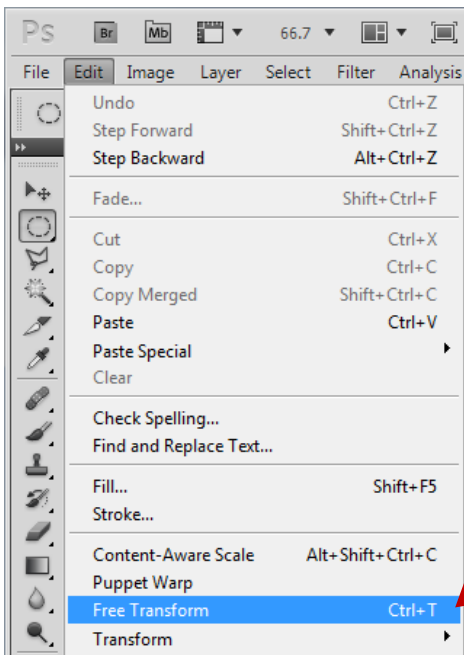 Ps Br Mb 66.7
File Edit Image Layer Select Filter Analysis
Undo Ctrl+Z
Step Forward Shift+Ctrl+Z
Step Backward Alt+Ctrl+Z
Fade... Shift+Ctrl+F
Cut Ctrl+X
Copy Ctrl+C
Copy Merged Shift+Ctrl+C
Paste Ctrl+V
Paste Special
Clear
Check Spelling...
Find and Replace Text...
Fill... Shift+F5
Stroke...
Content-Aware Scale Alt+Shift+Ctrl+C
Puppet Warp
Free Transform Ctrl+T
Transform